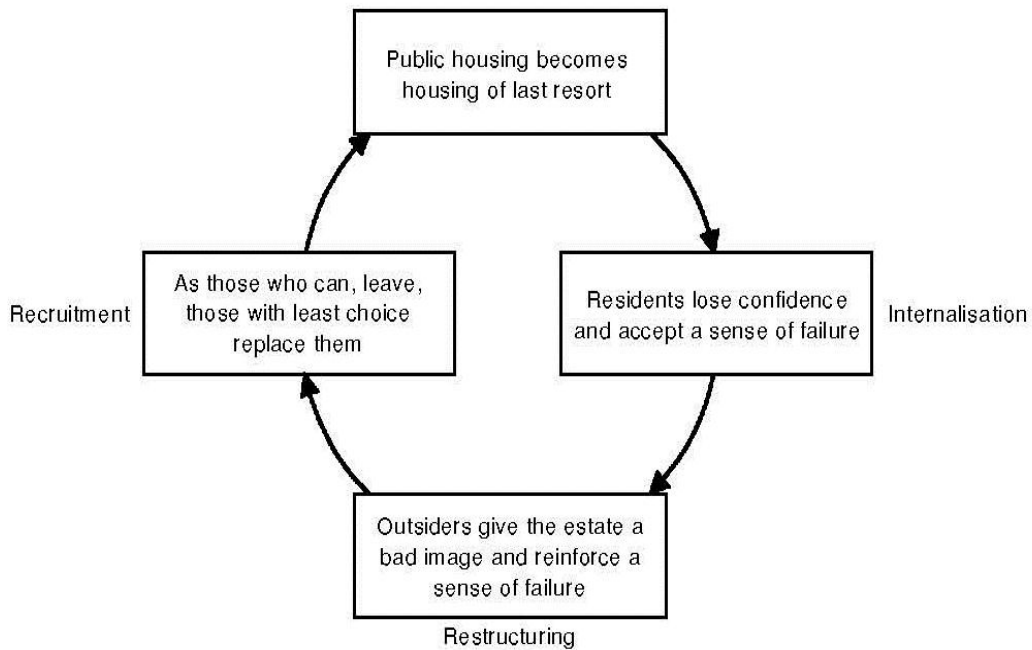 Public housing becomes
housing of last resort
Recruitment
As those who can, leave,
those with least choice
replace them
Residents lose confidence
and accept a sense of failure
Internalisation
Outsiders give the estate a
bad image and reinforce a
sense of failure
Restructuring